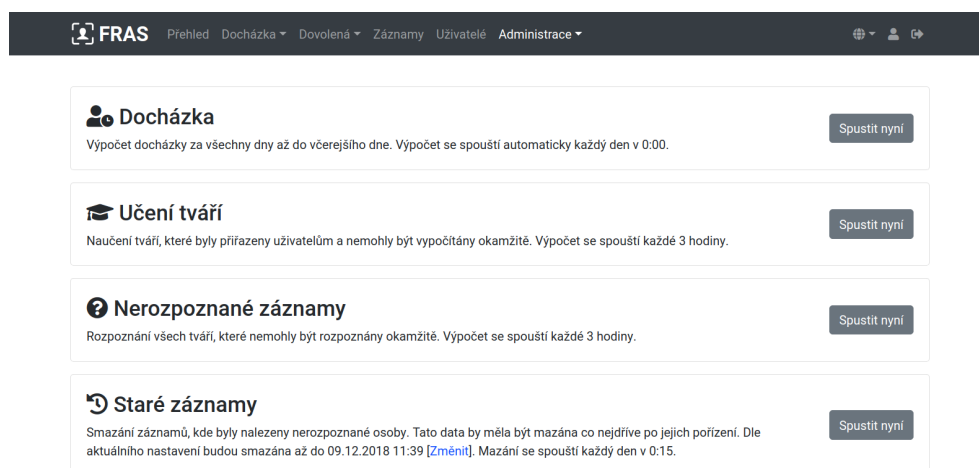 FRAS Přehled Docházka Dovolená Záznamy Uživatelé Administrace
Docházka
Výpočet docházky za všechny dny až do včerejšího dne. Výpočet se spouští automaticky každý den v 0:00.
Spustit nyní
Učení tváří
Naučení tváří, které byly přiřazeny uživatelům a nemohly být vypočítány okamžitě. Výpočet se spouští každé 3 hodiny.
Spustit nyní
Nerozpoznané záznamy
Rozpoznání všech tváří, které nemohly být rozpoznány okamžitě. Výpočet se spouští každé 3 hodiny.
Spustit nyní
Staré záznamy
Smazání záznamů, kde byly nalezeny nerozpoznané osoby. Tato data by měla být mazána co nejdříve po jejich pořízení. Dle
aktuálního nastavení budou smazána až do 09.12.2018 11:39 [Změnit]. Mazání se spouští každý den v 0:15.
Spustit nyní